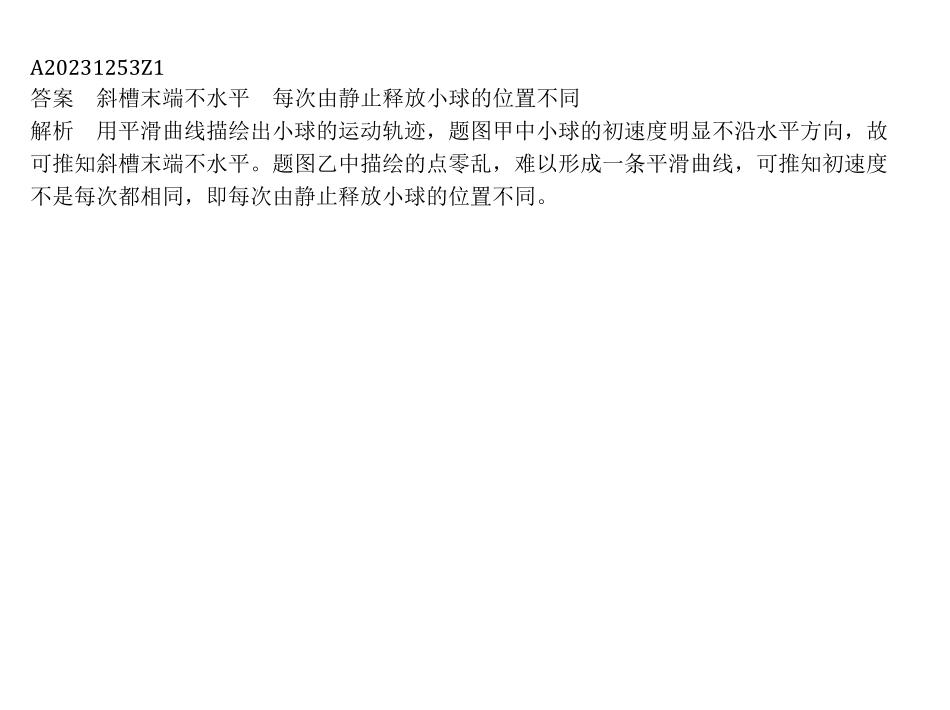 A20231253Z1
答案　斜槽末端不水平　每次由静止释放小球的位置不同
解析　用平滑曲线描绘出小球的运动轨迹，题图甲中小球的初速度明显不沿水平方向，故
可推知斜槽末端不水平。题图乙中描绘的点零乱，难以形成一条平滑曲线，可推知初速度
不是每次都相同，即每次由静止释放小球的位置不同。